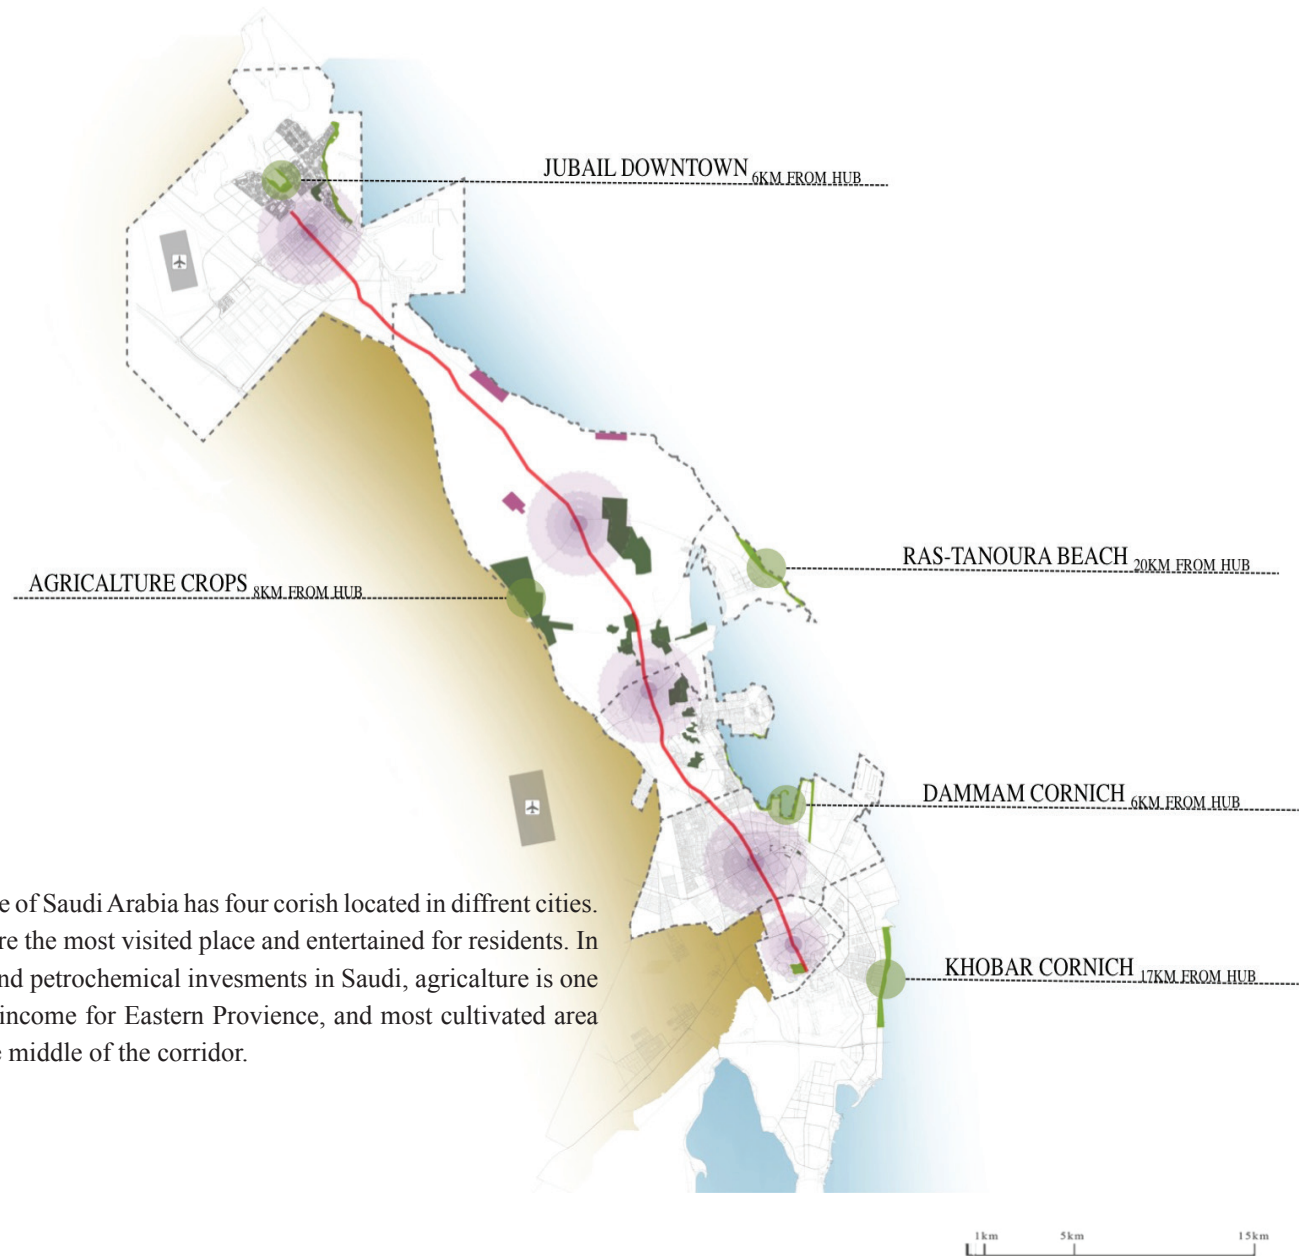 JUBAIL DOWNTOWN 6KM FROM HUB
RAS-TANOURA BEACH 20KM FROM HUB
AGRICALTURE CROPS 8KM FROM HUB
DAMMAM CORNICH 6KM FROM HUB
e of Saudi Arabia has four corish located in diffrent cities.
re the most visited place and entertained for residents. In
nd petrochemical invesments in Saudi, agricalture is one
income for Eastern Provience, and most cultivated area
e middle of the corridor.
KHOBAR CORNICH 17KM FROM HUB
1km 5km 15km